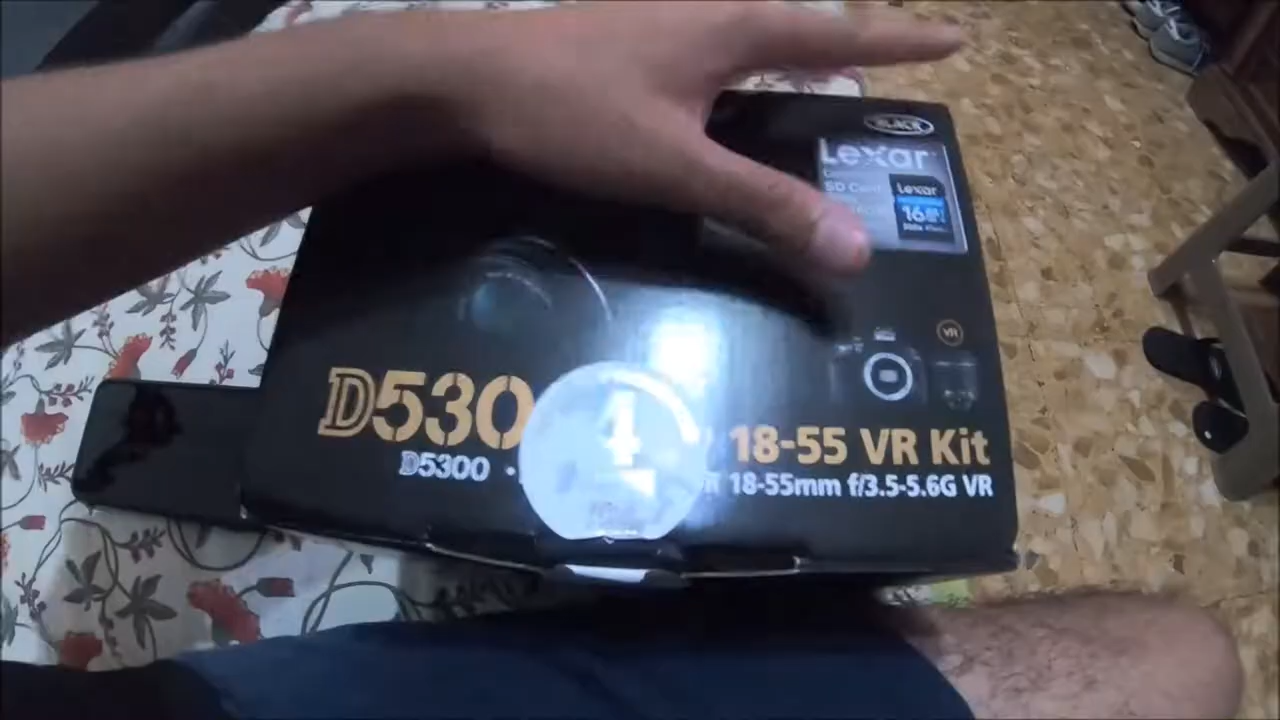 BLACK
Lexar
SD Card
Lexar
16
VR
D530
18-55 VR Kit
D5300 ·
R 18-55mm f/3.5-5.6G VR
4